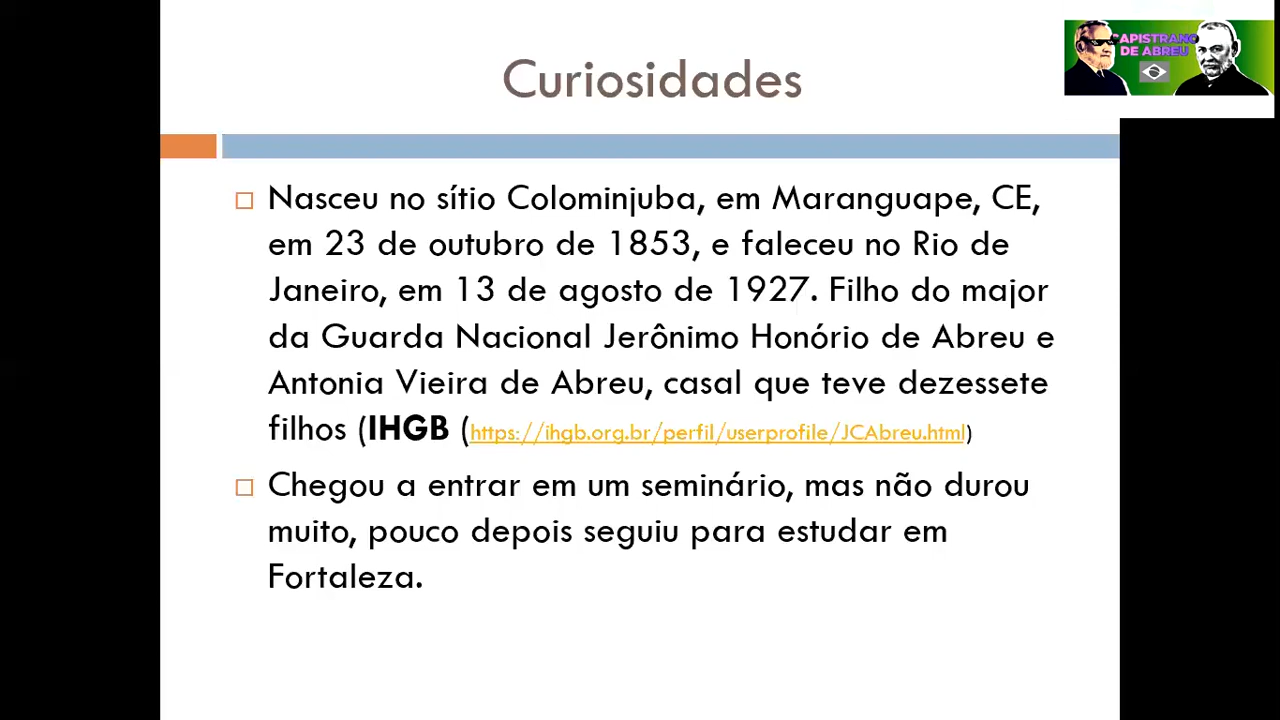 CAPISTRANO
DE ABREU
Curiosidades
Nasceu no sítio Colominjuba, em Maranguape, CE,
em 23 de outubro de 1853, e faleceu no Rio de
Janeiro, em 13 de agosto de 1927. Filho do major
da Guarda Nacional Jerônimo Honório de Abreu e
Antonia Vieira de Abreu, casal que teve dezessete
filhos (IHGB (https://ihgb.org.br/perfil/userprofile/JCAbreu.html)
Chegou a entrar em um seminário, mas não durou
muito, pouco depois seguiu para estudar em
Fortaleza.